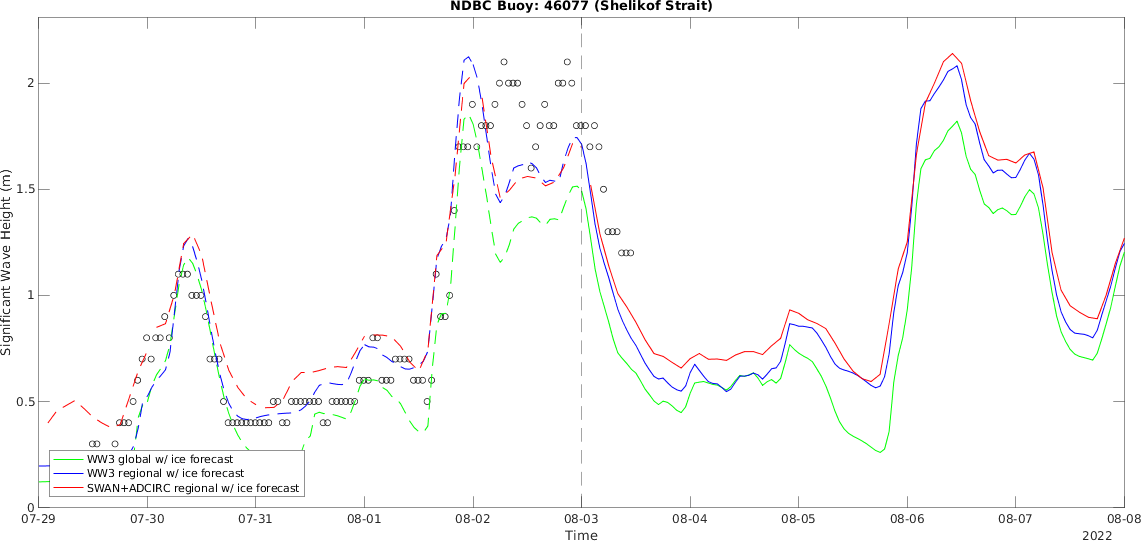 NDBC Buoy: 46077 (Shelikof Strait)
Significant Wave Height (m)
2
1.5
1
0.5
0
WW3 global w/ ice forecast
WW3 regional w/ ice forecast
SWAN+ADCIRC regional w/ ice forecast
07-29 07-30 07-31 08-01 08-02 08-03 08-04 08-05 08-06 08-07 08-08
Time
2022